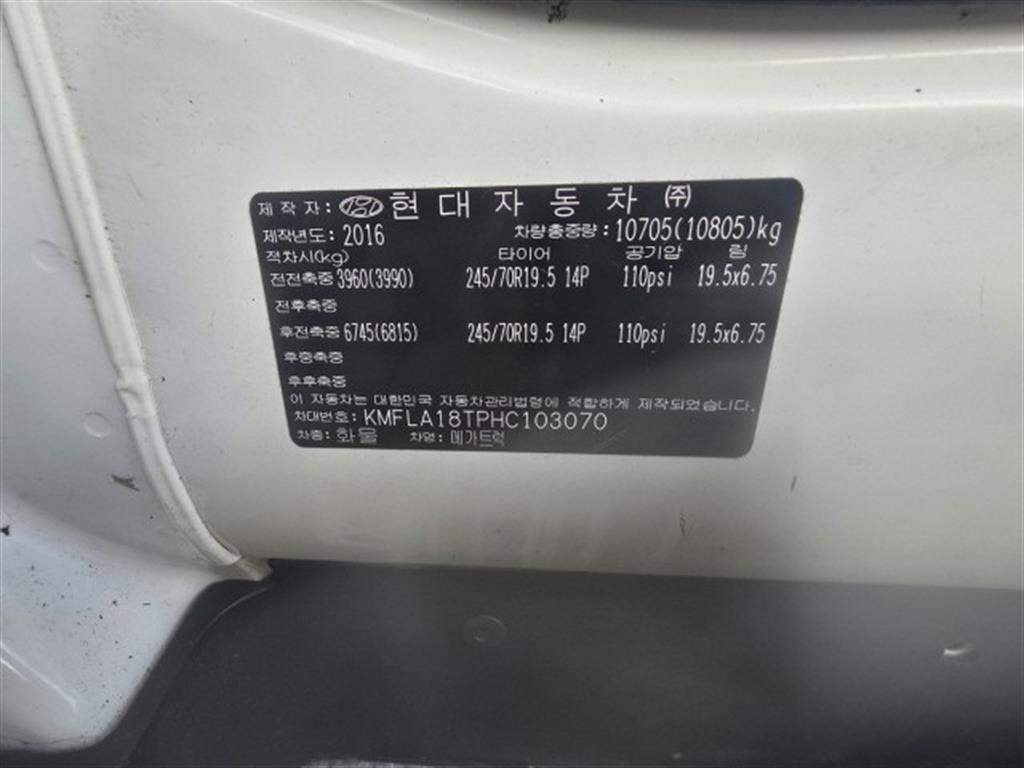 제작자: 현대자동차 ㈜
제작년도: 2016 차량총중량: 10705(10805)kg
적차시(kg) 타이어 공기압 림
전전축중 3960(3990) 245/70R19.5 14P 110psi 19.5x6.75
전후축중
후전축중 6745(6815) 245/70R19.5 14P 110psi 19.5x6.75
후중축중
후후축중
이 자동차는 대한민국 자동차관리법령에 적합하게 제작되었습니다.
차대번호: KMFLA18TPHC103070
차종: 화물 차명: 메가트럭